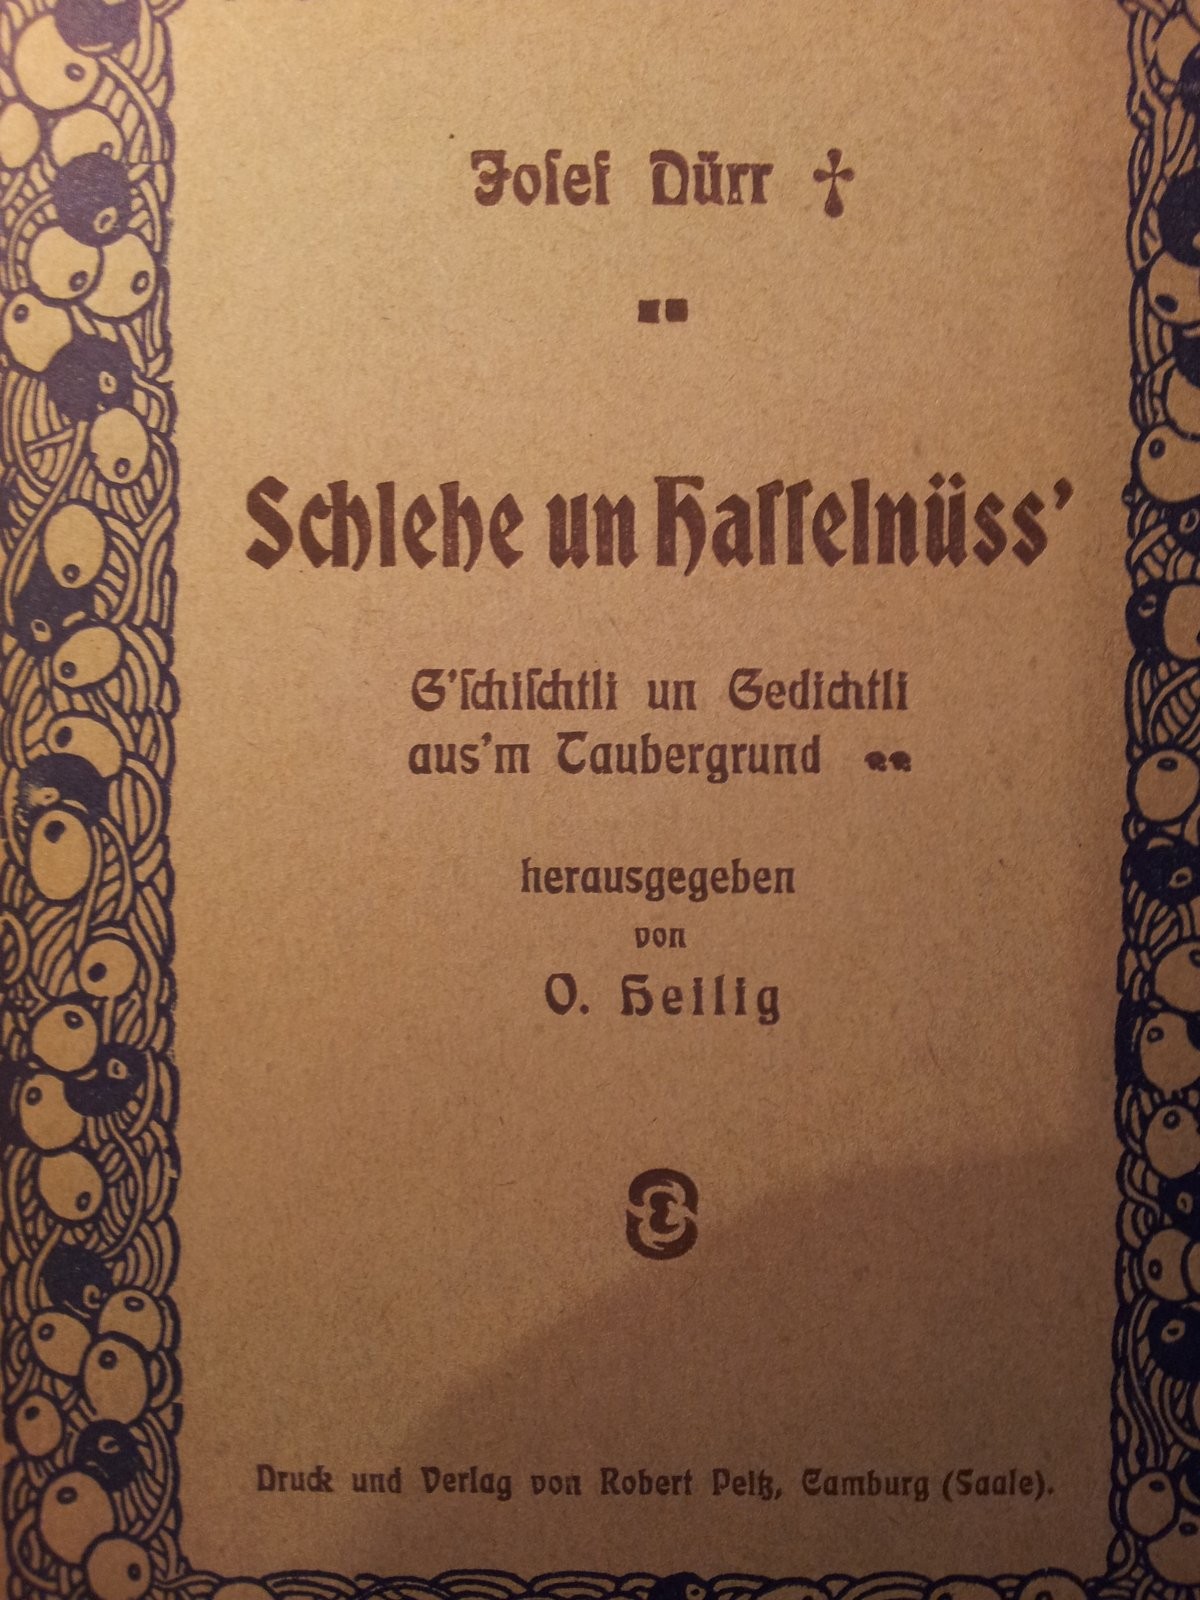 Josef Dürr †
Schlehe un Hasselnüss’
G’schischtli un Gedichtli
aus’m Taubergrund
herausgegeben
von
O. Heilig
Druck und Verlag von Robert Peltz, Camburg (Saale).